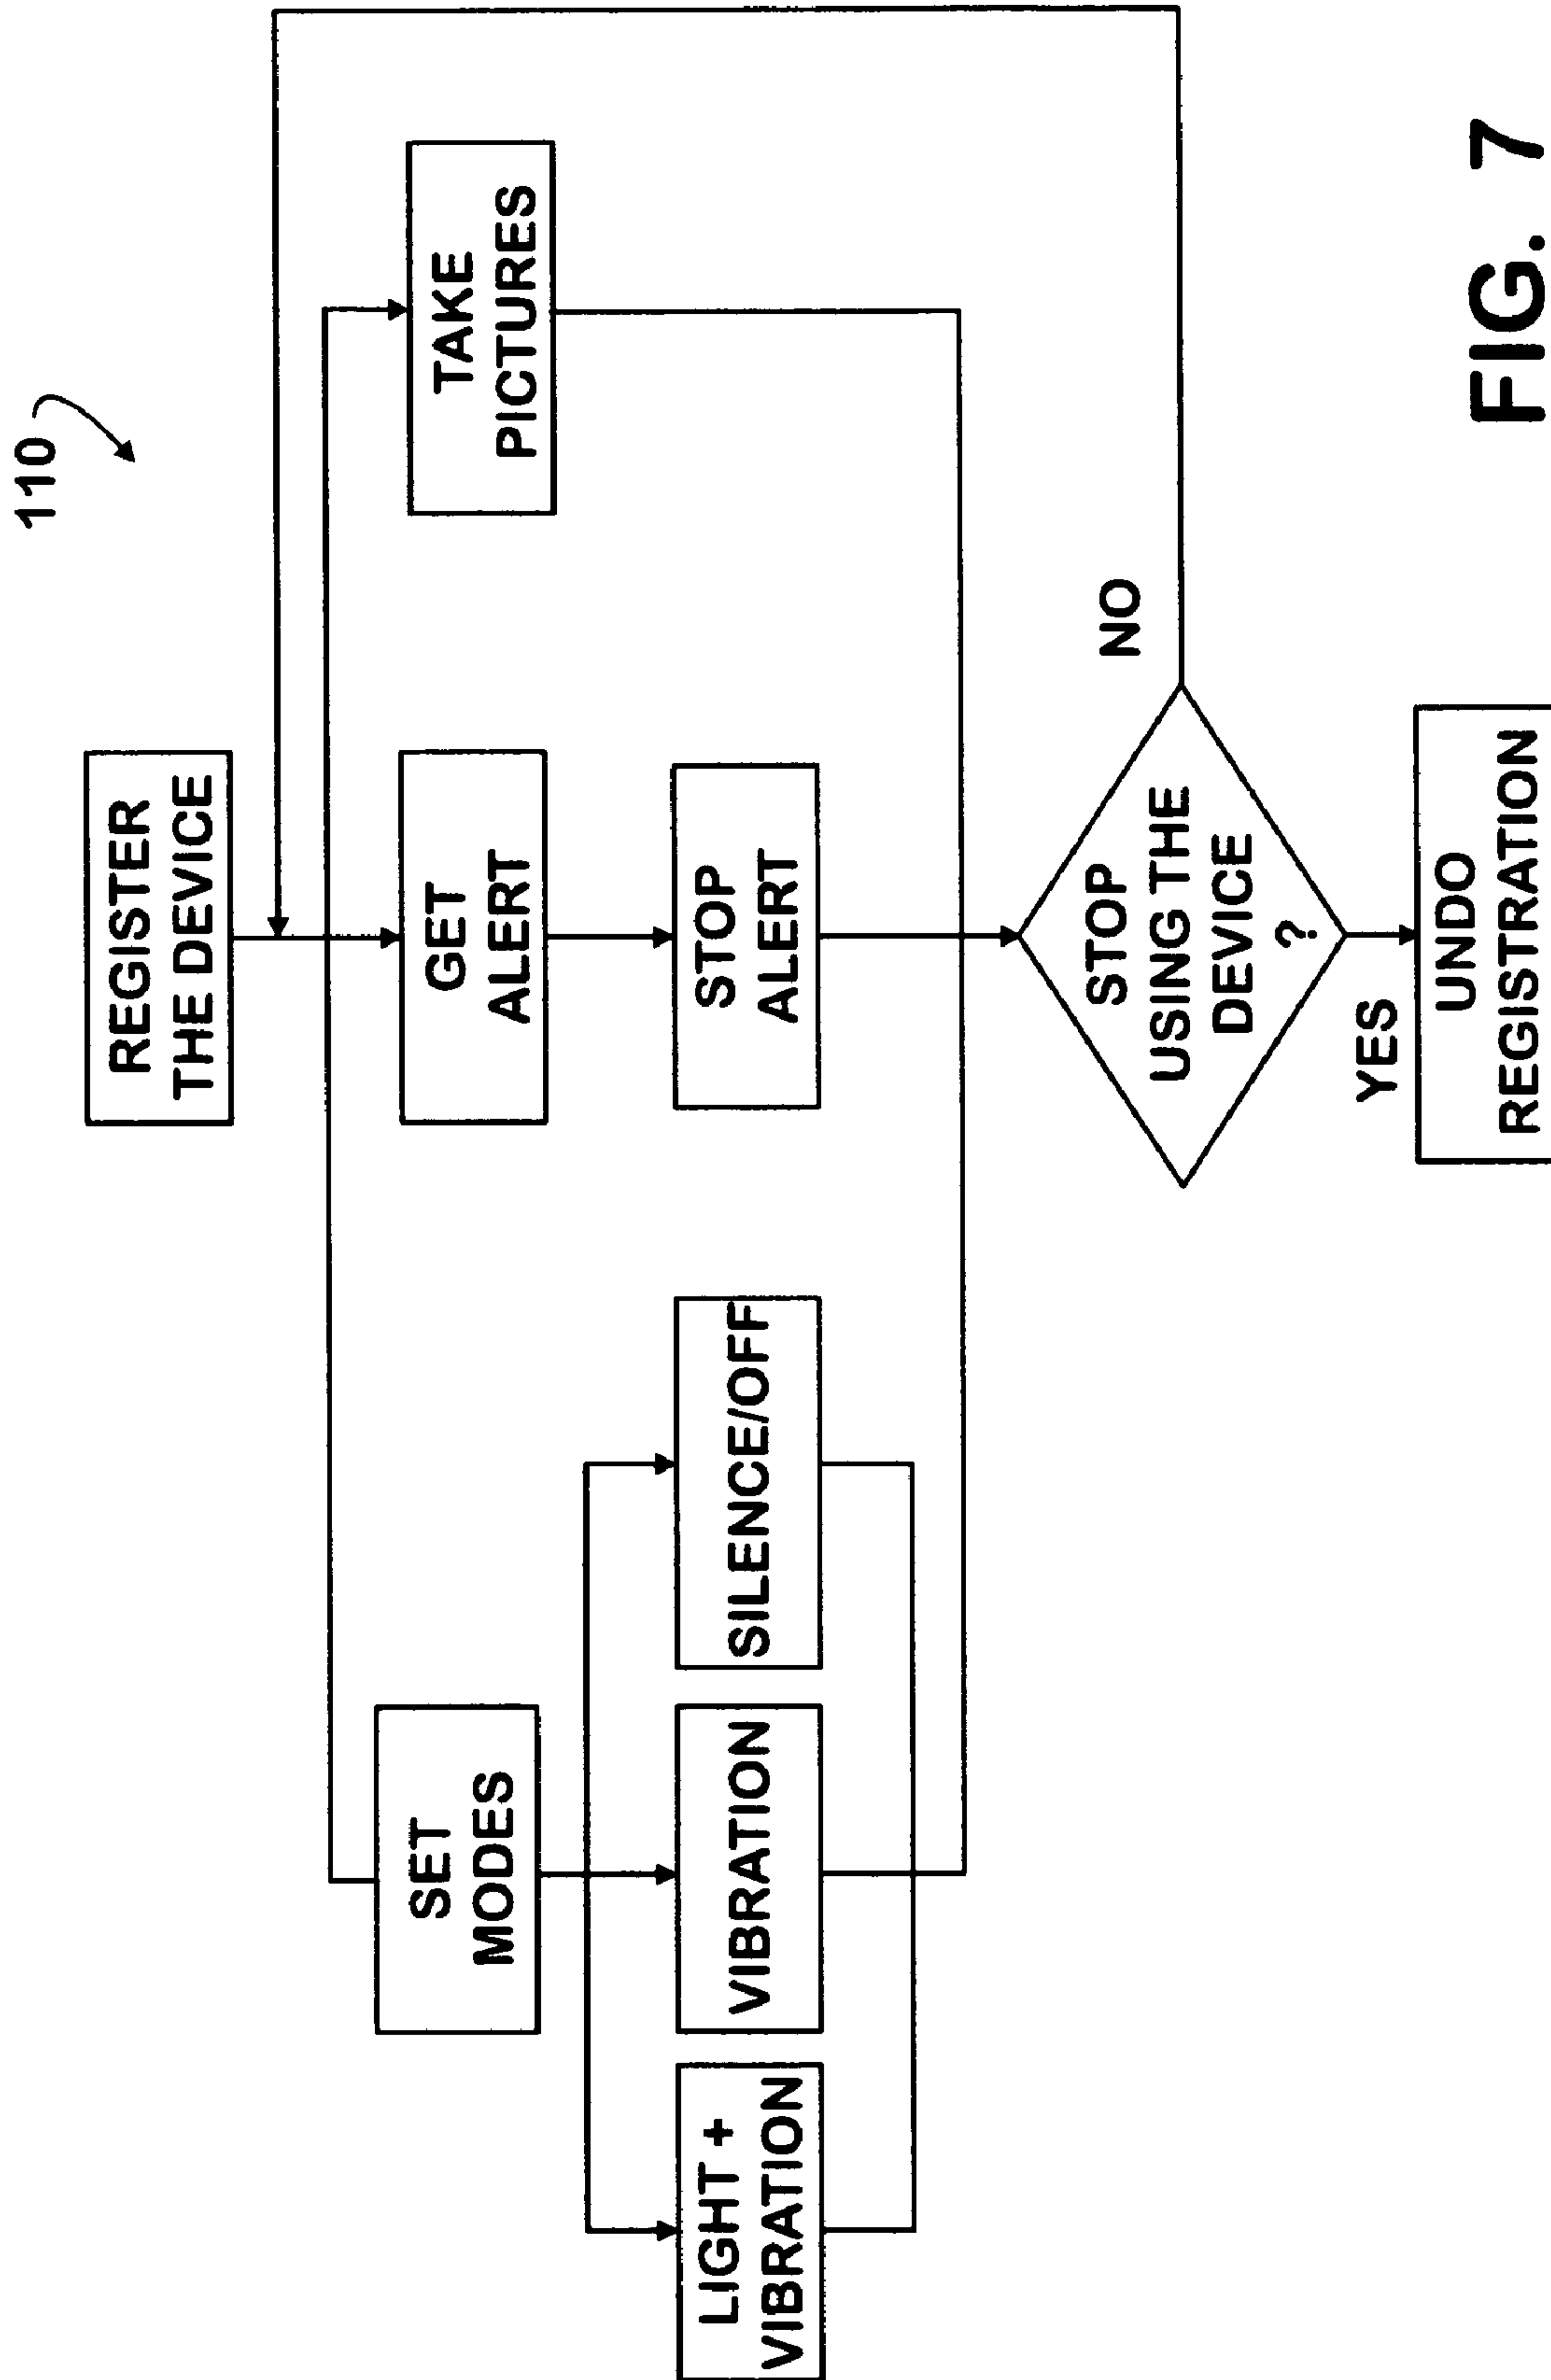 110
REGISTER
THE DEVICE
SET
MODES
GET
ALERT
TAKE
PICTURES
LIGHT +
VIBRATION
VIBRATION
SILENCE/OFF
STOP
ALERT
STOP
USING THE
DEVICE
?
NO
YES
UNDO
REGISTRATION
FIG. 7